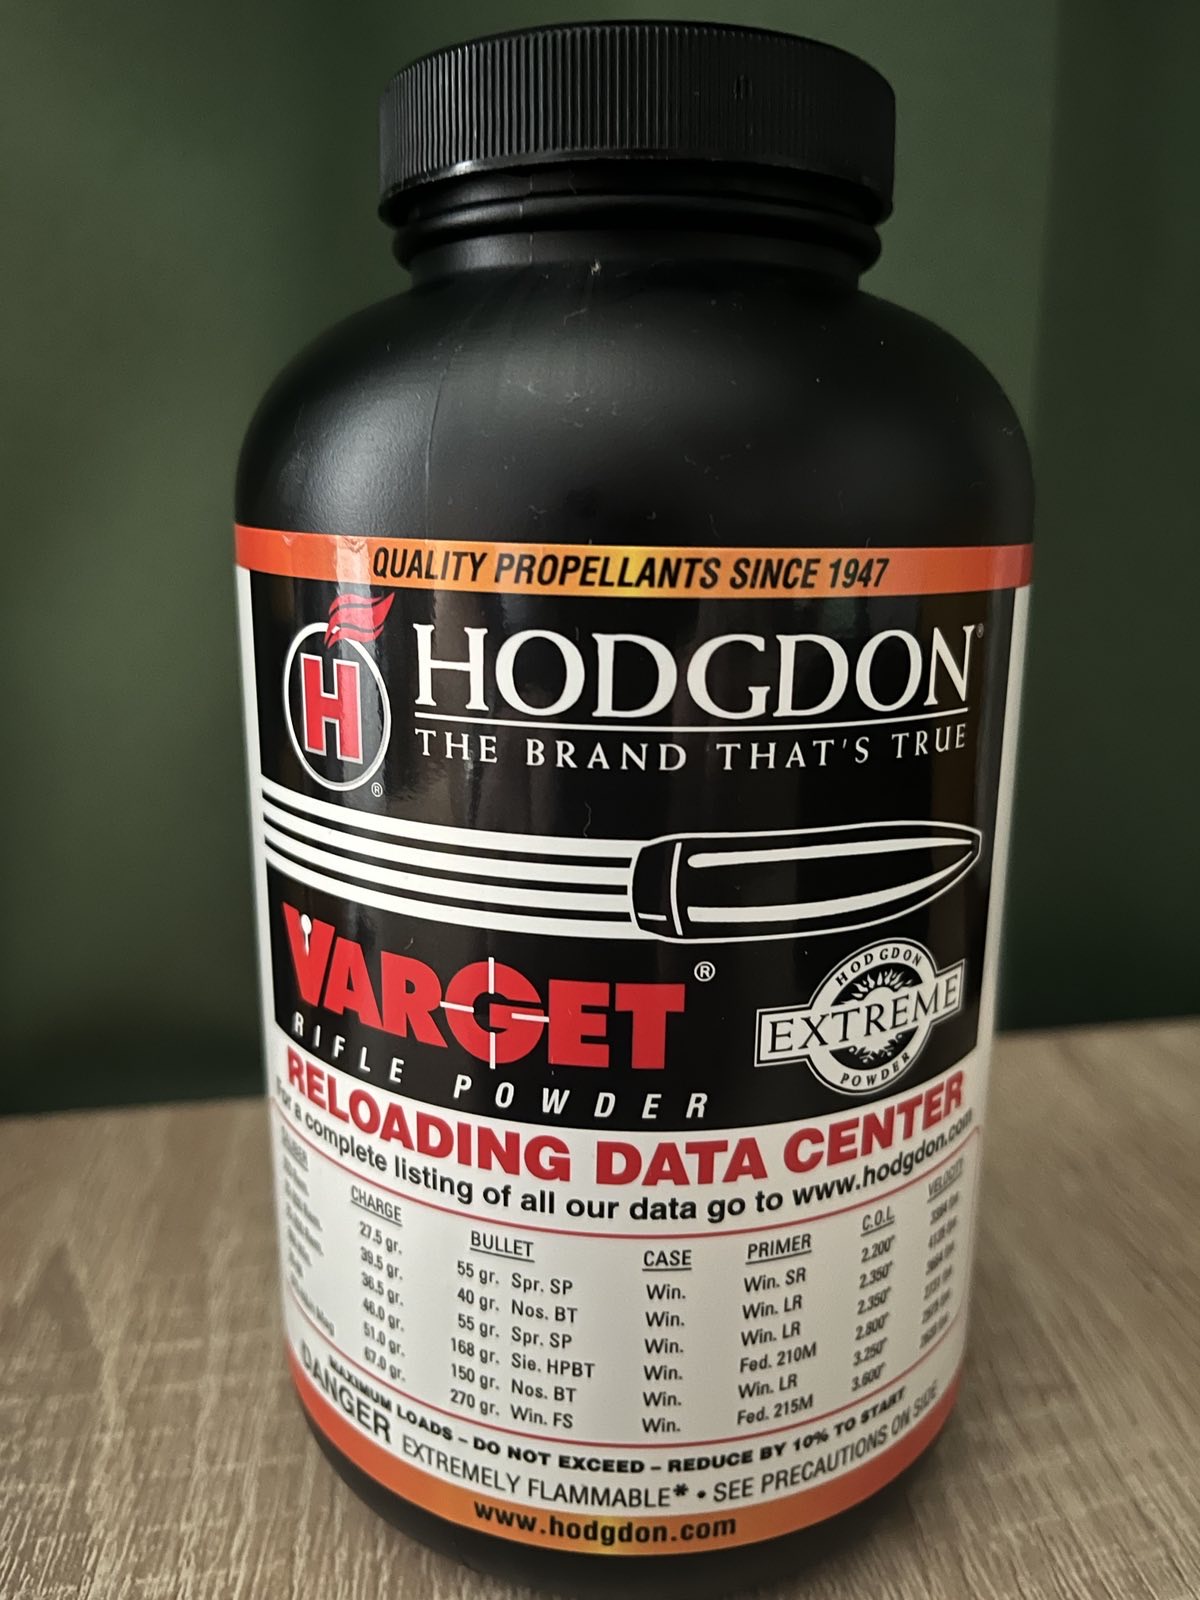 QUALITY PROPELLANTS SINCE 1947
H
®
HODGDON®
THE BRAND THAT'S TRUE
VARGET®
RIFLE POWDER
HODGDON
EXTREME
POWDER
RELOADING DATA CENTER
For a complete listing of all our data go to www.hodgdon.com
CHARGE BULLET CASE PRIMER C.O.L. VELOCITY
27.5 gr. 55 gr. Spr. SP Win. Win. SR 2.200"
39.5 gr. 40 gr. Nos. BT Win. Win. LR 2.350"
36.5 gr. 55 gr. Spr. SP Win. Win. LR 2.350"
46.0 gr. 168 gr. Sie. HPBT Win. Fed. 210M 2.800"
51.0 gr. 150 gr. Nos. BT Win. Win. LR 3.250"
67.0 gr. 270 gr. Win. FS Win. Fed. 215M 3.600"
MAXIMUM LOADS – DO NOT EXCEED – REDUCE BY 10% TO START
DANGER EXTREMELY FLAMMABLE* • SEE PRECAUTIONS ON SIDE
www.hodgdon.com